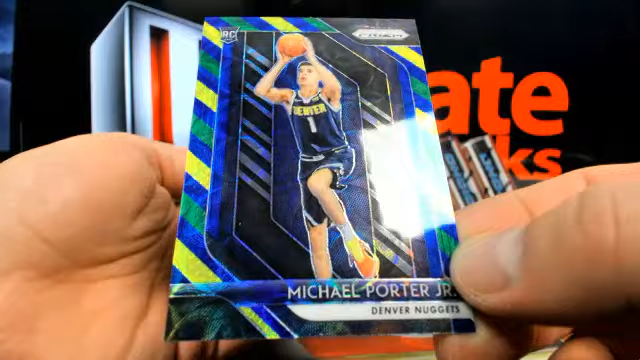 RC
PRIZM
DENVER
1
MICHAEL PORTER JR.
DENVER NUGGETS
ate
ks